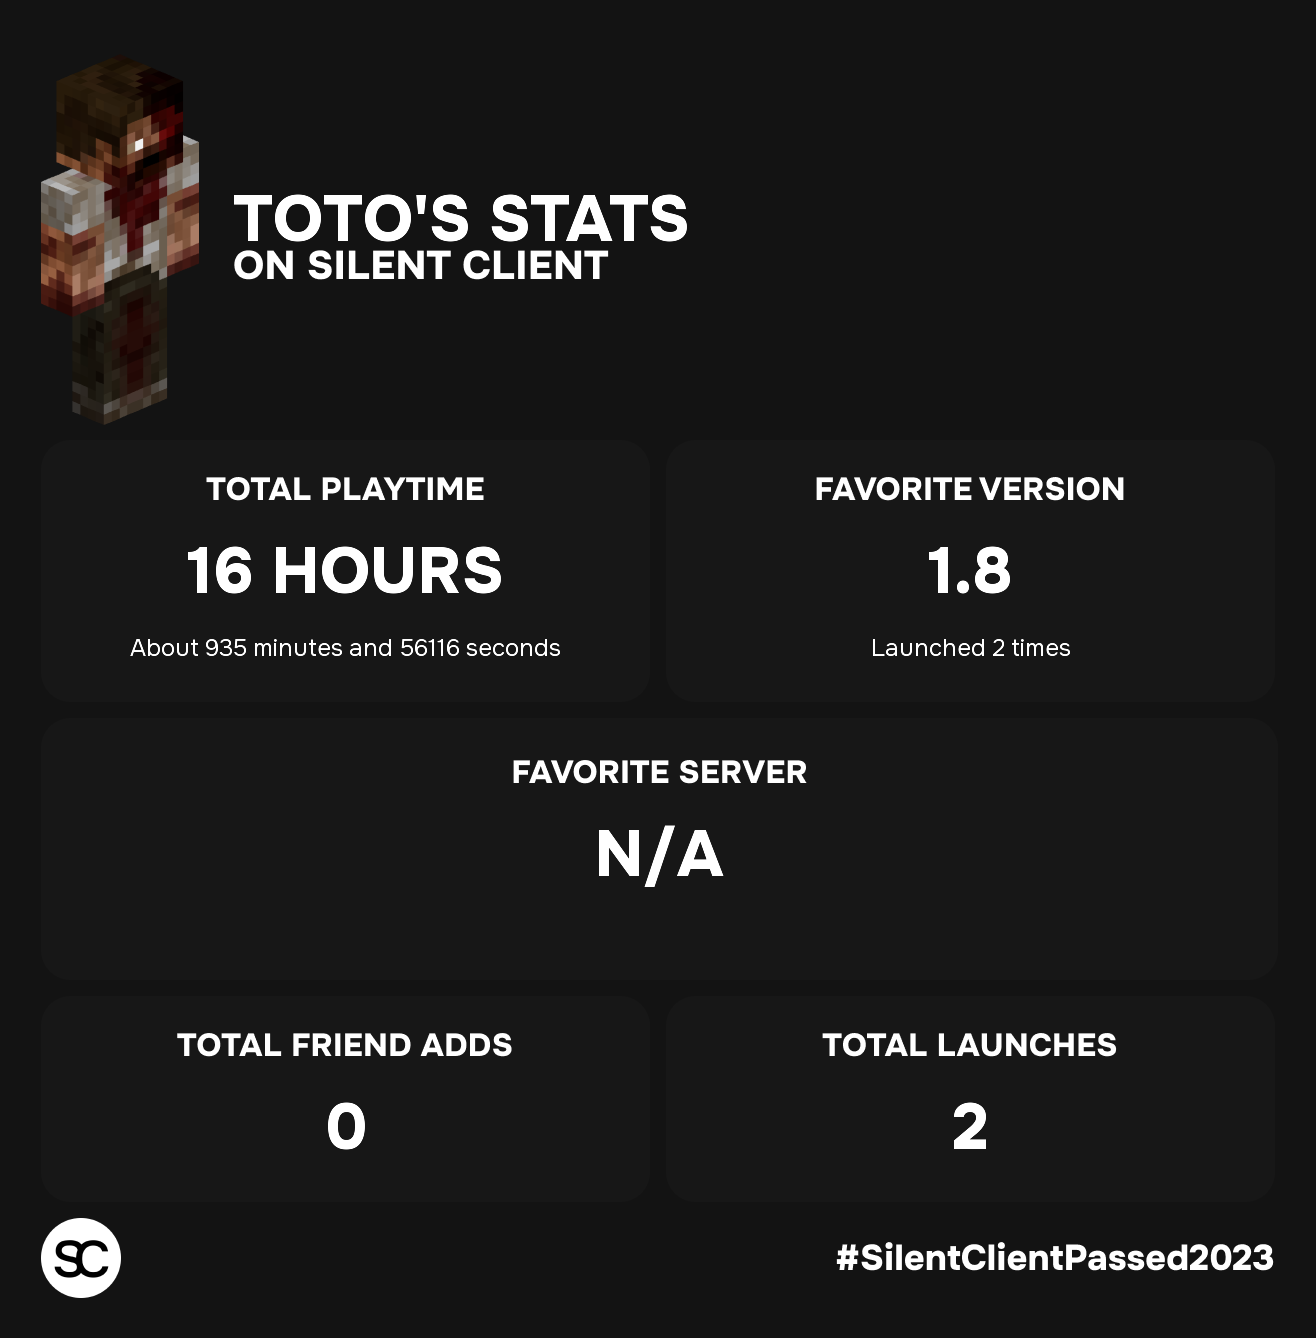 TOTO'S STATS
ON SILENT CLIENT
TOTAL PLAYTIME
16 HOURS
About 935 minutes and 56116 seconds
FAVORITE VERSION
1.8
Launched 2 times
FAVORITE SERVER
N/A
TOTAL FRIEND ADDS
0
TOTAL LAUNCHES
2
SC
#SilentClientPassed2023